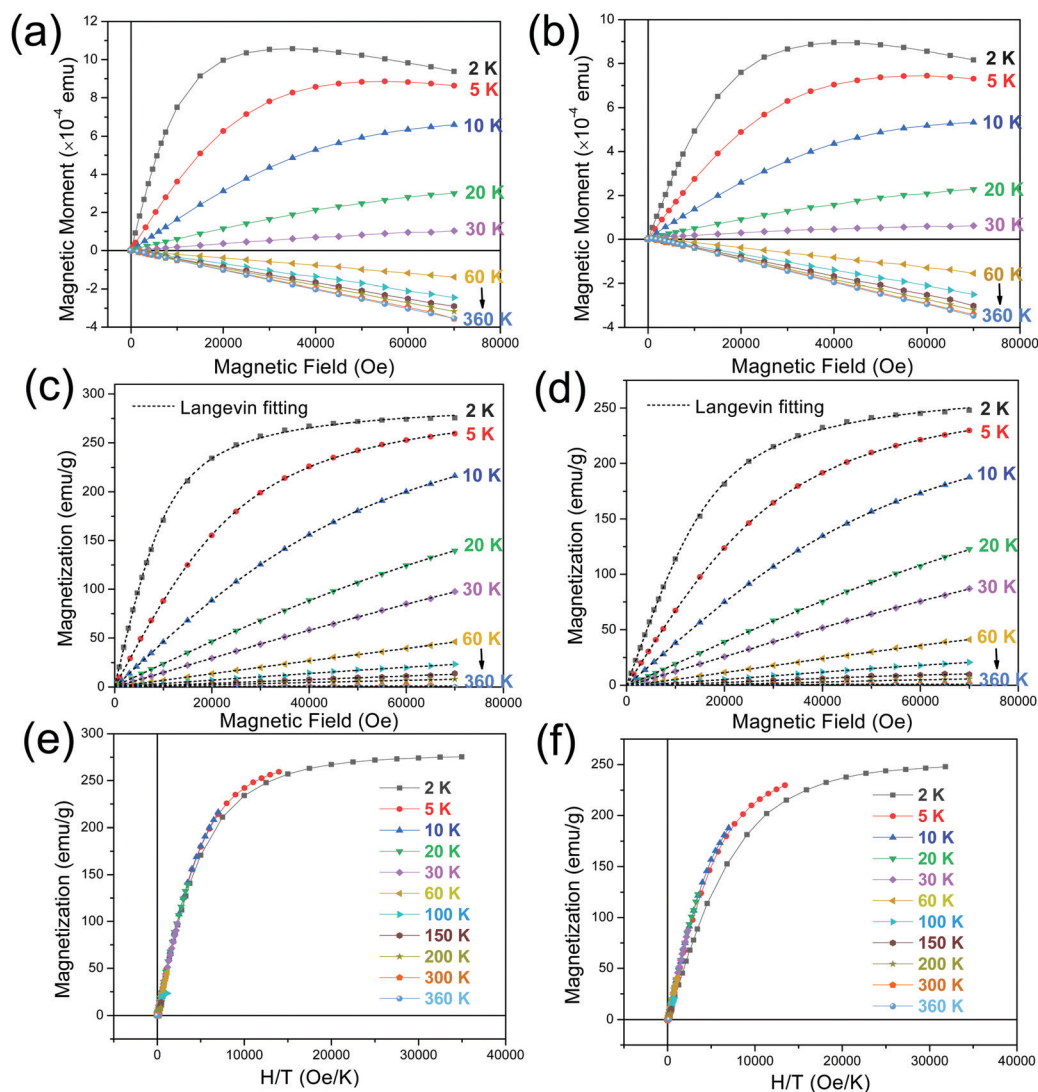 (a)
12
10
8
6
4
2
0
-2
-4
0
20000
40000
60000
80000
Magnetic Moment (×10⁻⁴ emu)
Magnetic Field (Oe)
2 K
5 K
10 K
20 K
30 K
60 K
360 K
(b)
10
8
6
4
2
0
-2
-4
0
20000
40000
60000
80000
Magnetic Moment (×10⁻⁴ emu)
Magnetic Field (Oe)
2 K
5 K
10 K
20 K
30 K
60 K
360 K
(c)
300
250
200
150
100
50
0
0
10000
20000
30000
40000
50000
60000
70000
80000
Magnetization (emu/g)
Magnetic Field (Oe)
Langevin fitting
2 K
5 K
10 K
20 K
30 K
60 K
360 K
(d)
250
200
150
100
50
0
0
10000
20000
30000
40000
50000
60000
70000
80000
Magnetization (emu/g)
Magnetic Field (Oe)
Langevin fitting
2 K
5 K
10 K
20 K
30 K
60 K
360 K
(e)
300
250
200
150
100
50
0
0
10000
20000
30000
40000
Magnetization (emu/g)
H/T (Oe/K)
2 K
5 K
10 K
20 K
30 K
60 K
100 K
150 K
200 K
300 K
360 K
(f)
250
200
150
100
50
0
0
10000
20000
30000
40000
Magnetization (emu/g)
H/T (Oe/K)
2 K
5 K
10 K
20 K
30 K
60 K
100 K
150 K
200 K
300 K
360 K